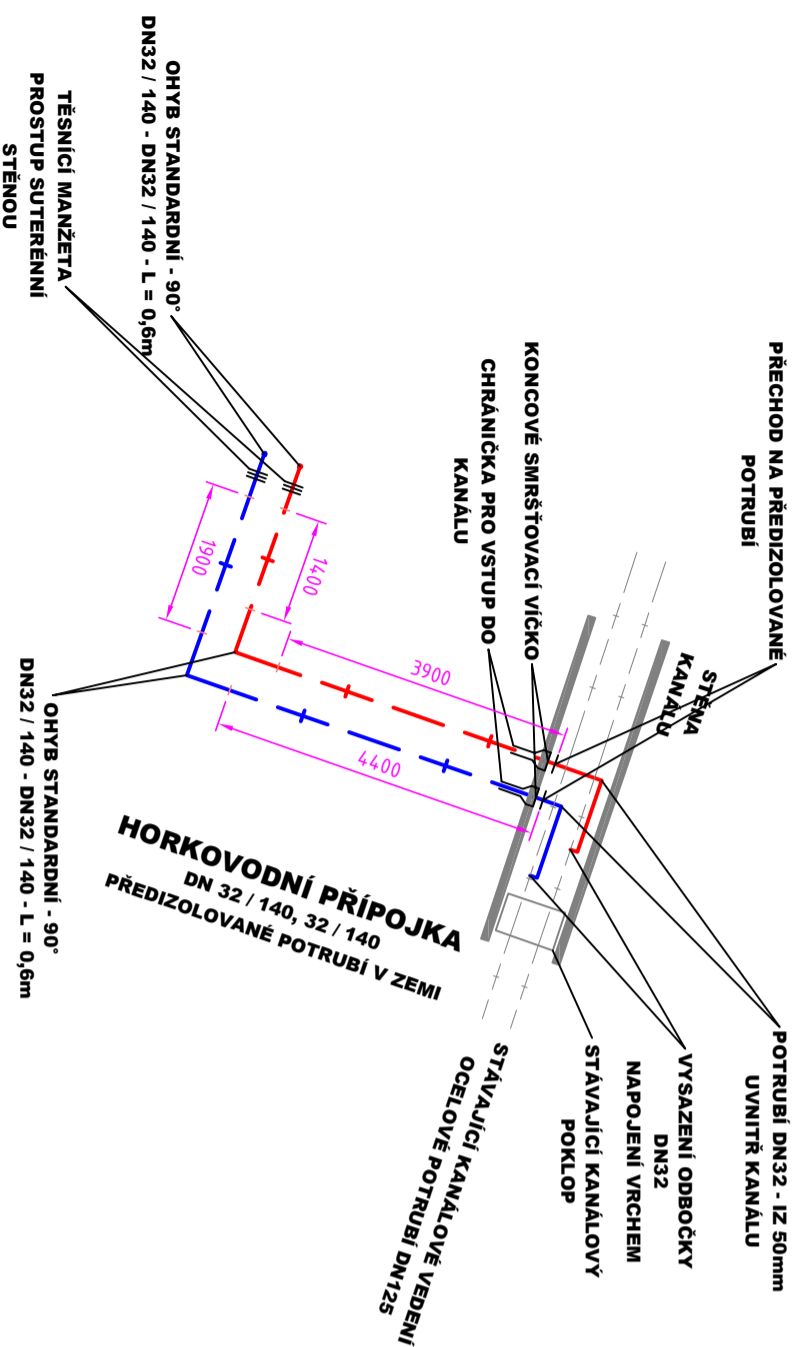 PŘECHOD NA PŘEDIZOLOVANÉ
POTRUBÍ
POTRUBÍ DN32 - IZ 50mm
UVNITŘ KANÁLU
STĚNA
KANÁLU
VYSAZENÍ ODBOČKY
DN32
NAPOJENÍ VRCHEM
STÁVAJÍCÍ KANÁLOVÝ
POKLOP
KONCOVÉ SMRŠŤOVACÍ VÍČKO
CHRÁNIČKA PRO VSTUP DO
KANÁLU
STÁVAJÍCÍ KANÁLOVÉ VEDENÍ
OCELOVÉ POTRUBÍ DN125
3900
4400
1400
1900
HORKOVODNÍ PŘÍPOJKA
DN 32 / 140, 32 / 140
PŘEDIZOLOVANÉ POTRUBÍ V ZEMI
OHYB STANDARDNÍ - 90°
DN32 / 140 - DN32 / 140 - L = 0,6m
TĚSNÍCÍ MANŽETA
PROSTUP SUTERÉNNÍ
STĚNOU
OHYB STANDARDNÍ - 90°
DN32 / 140 - DN32 / 140 - L = 0,6m